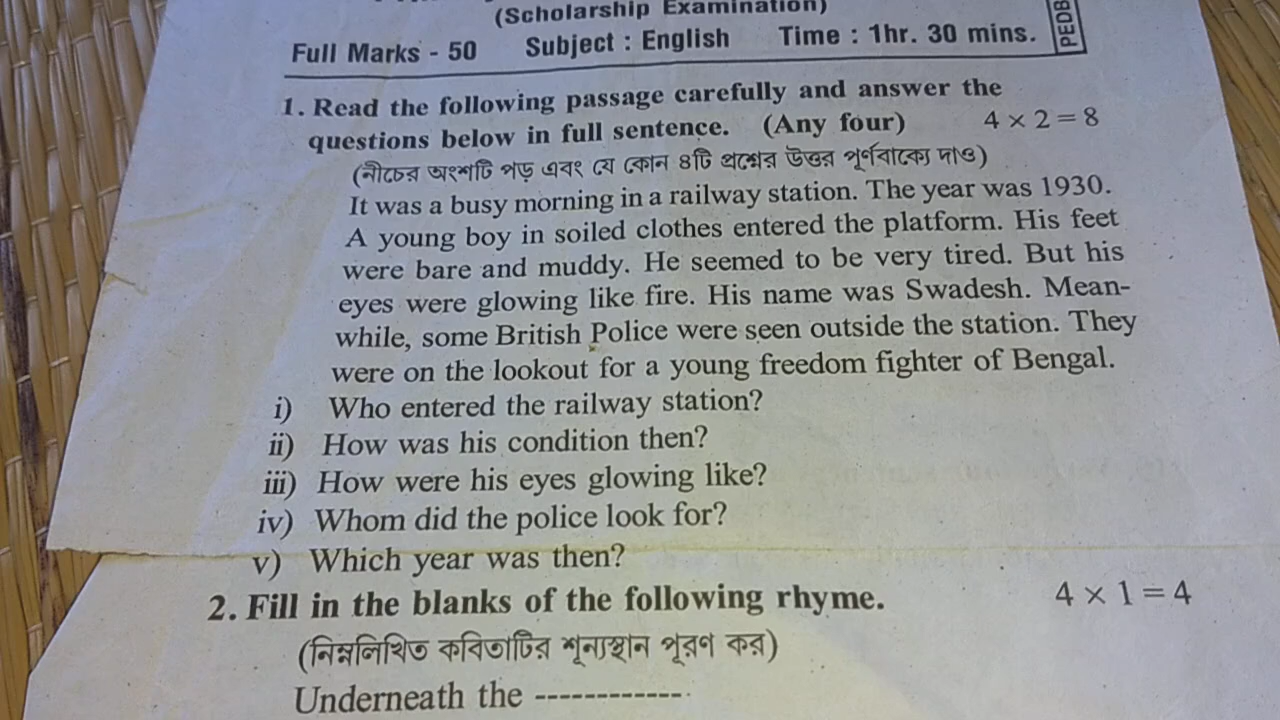 (Scholarship Examination)
Full Marks - 50 Subject : English Time : 1hr. 30 mins.
PEDB
1. Read the following passage carefully and answer the
questions below in full sentence. (Any four) 4 × 2 = 8
(নীচের অংশটি পড় এবং যে কোন ৪টি প্রশ্নের উত্তর পূর্ণবাক্যে দাও)
It was a busy morning in a railway station. The year was 1930.
A young boy in soiled clothes entered the platform. His feet
were bare and muddy. He seemed to be very tired. But his
eyes were glowing like fire. His name was Swadesh. Mean-
while, some British Police were seen outside the station. They
were on the lookout for a young freedom fighter of Bengal.
i) Who entered the railway station?
ii) How was his condition then?
iii) How were his eyes glowing like?
iv) Whom did the police look for?
v) Which year was then?
2. Fill in the blanks of the following rhyme. 4 × 1 = 4
(নিম্নলিখিত কবিতাটির শূন্যস্থান পূরণ কর)
Underneath the ------------